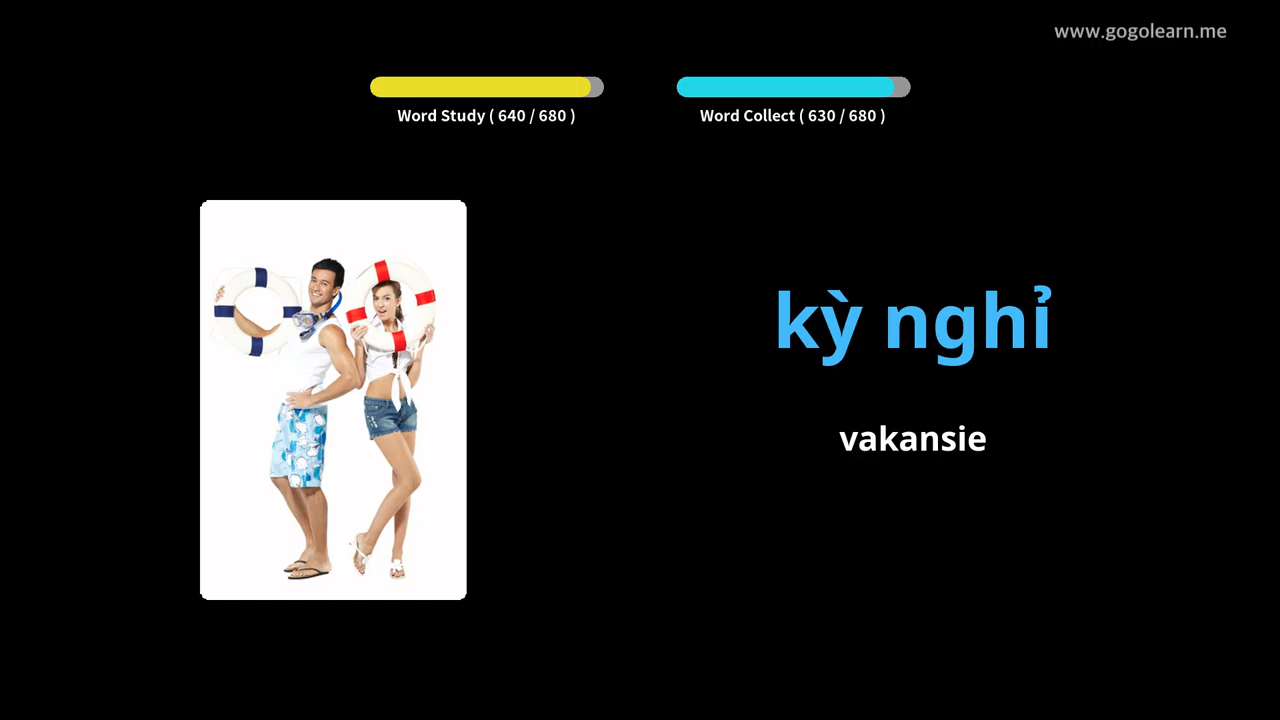 www.gogolearn.me
Word Study ( 640 / 680 )
Word Collect ( 630 / 680 )
kỳ nghỉ
vakansie